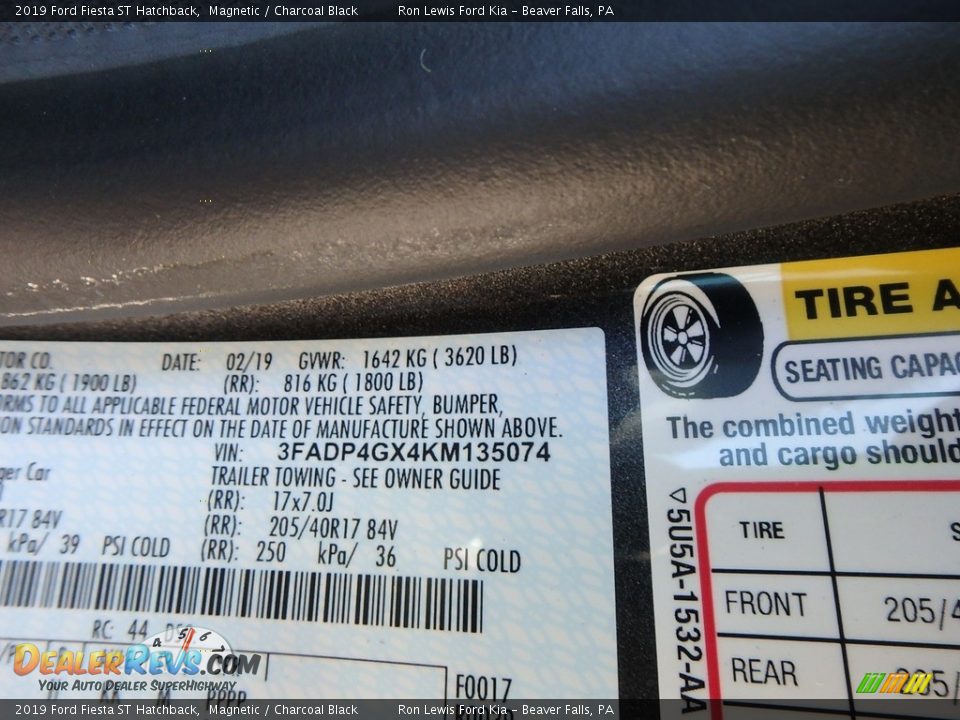 2019 Ford Fiesta ST Hatchback, Magnetic / Charcoal Black Ron Lewis Ford Kia - Beaver Falls, PA
TOR CO. DATE: 02/19 GVWR: 1642 KG ( 3620 LB)
862 KG ( 1900 LB) (RR): 816 KG ( 1800 LB)
ORMS TO ALL APPLICABLE FEDERAL MOTOR VEHICLE SAFETY, BUMPER,
ON STANDARDS IN EFFECT ON THE DATE OF MANUFACTURE SHOWN ABOVE.
VIN: 3FADP4GX4KM135074
ger Car TRAILER TOWING - SEE OWNER GUIDE
(RR): 17x7.0J
R17 84V (RR): 205/40R17 84V
kPa/ 39 PSI COLD (RR): 250 kPa/ 36 PSI COLD
RC: 44
F0017
TIRE A
SEATING CAPAC
The combined weight
and cargo should
5U5A-1532-AA
TIRE S
FRONT 205/4
REAR 205/
4 5 6
DEALERREVS.COM
YOUR AUTO DEALER SUPERHIGHWAY
2019 Ford Fiesta ST Hatchback, Magnetic / Charcoal Black Ron Lewis Ford Kia - Beaver Falls, PA